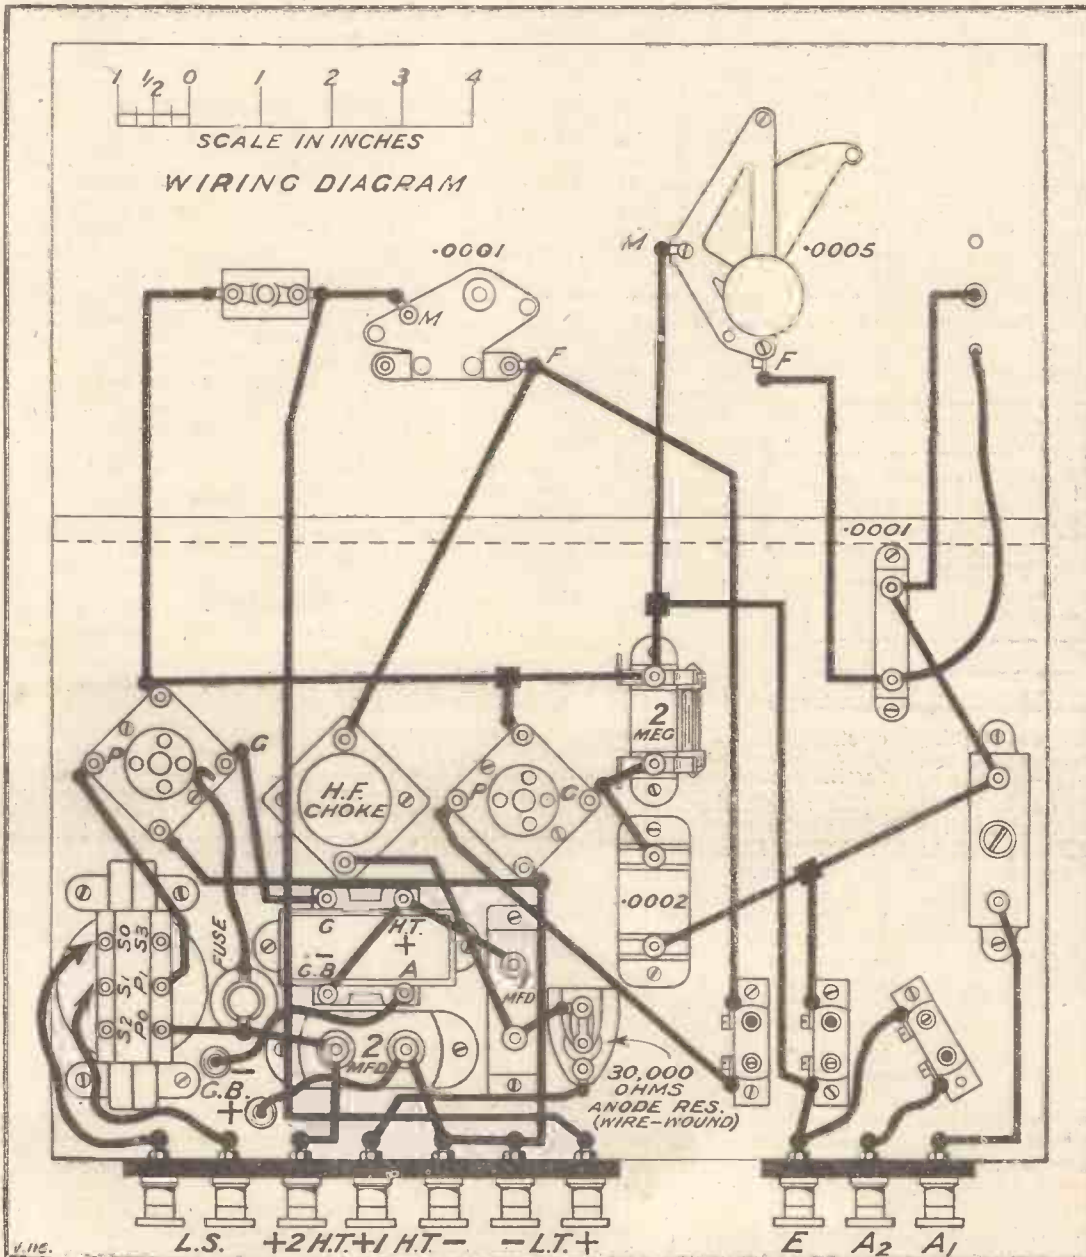 1 1/2 0 1 2 3 4
SCALE IN INCHES
WIRING DIAGRAM
.0001
M
F
M
.0005
F
.0001
P
G
H.F.
CHOKE
P
G
2
MEG
.0002
FUSE
S0 S3
S1 P1
S2 P0
G H.T.
- +
G.B A
MFD
2
MFD
G.B. -
+
30,000
OHMS
ANODE RES.
(WIRE-WOUND)
L.S. +2 H.T.+1 H.T.- - L.T. + E A2 A1